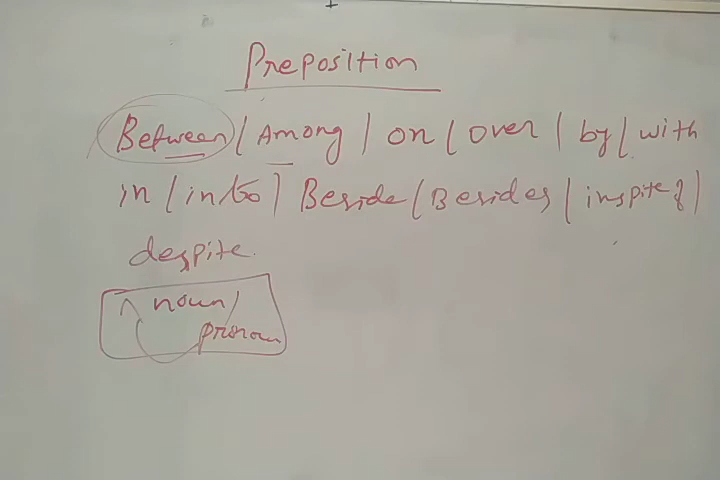 Preposition
Between / Among / on / over / by / with
in / into / Beside / Besides / inspite of /
despite.
noun /
pronoun